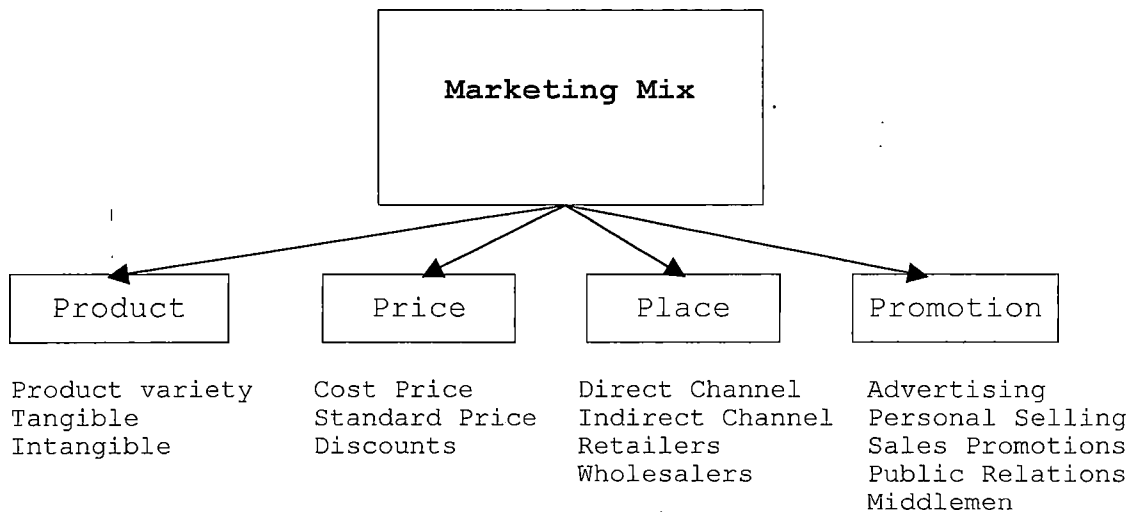 Marketing Mix
Product
Price
Place
Promotion
Product variety
Tangible
Intangible
Cost Price
Standard Price
Discounts
Direct Channel
Indirect Channel
Retailers
Wholesalers
Advertising
Personal Selling
Sales Promotions
Public Relations
Middlemen